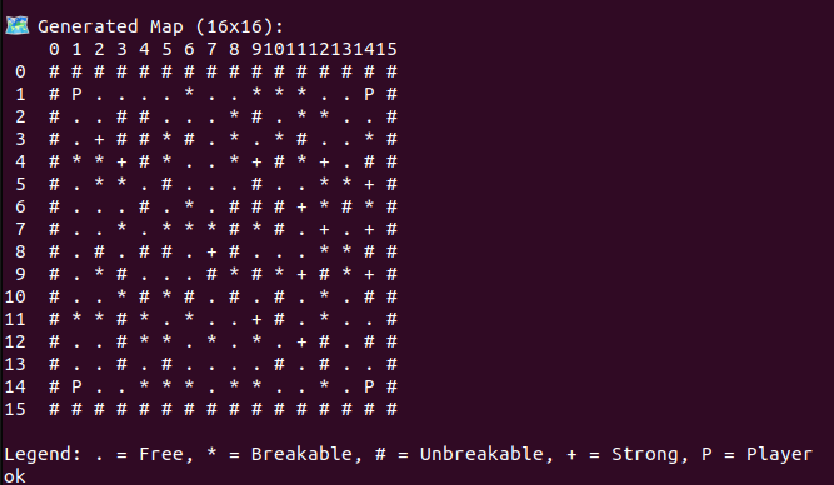 🗺️ Generated Map (16x16):
0 1 2 3 4 5 6 7 8 9101112131415
0 # # # # # # # # # # # # # # # #
1 # P . . . . * . . * * * . . P #
2 # . . # # . . . * # . * * . . #
3 # . + # # * # . * . * # . . * #
4 # * * + # * . . * + # * + . # #
5 # . * * . # . . . # . . * * + #
6 # . . . # . * . # # # + * # * #
7 # . . * . * * * # * # . + . + #
8 # . # . # # . + # . . . * * # #
9 # . * # . . . # * # * + # * + #
10 # . . * # * # . # . # . * . # #
11 # * * # * . * . . + # . * . . #
12 # . . # * * . * . * . + # . # #
13 # . . # . # . . . . # . # . . #
14 # P . . * * * . * * . . * . P #
15 # # # # # # # # # # # # # # # #
Legend: . = Free, * = Breakable, # = Unbreakable, + = Strong, P = Player
ok